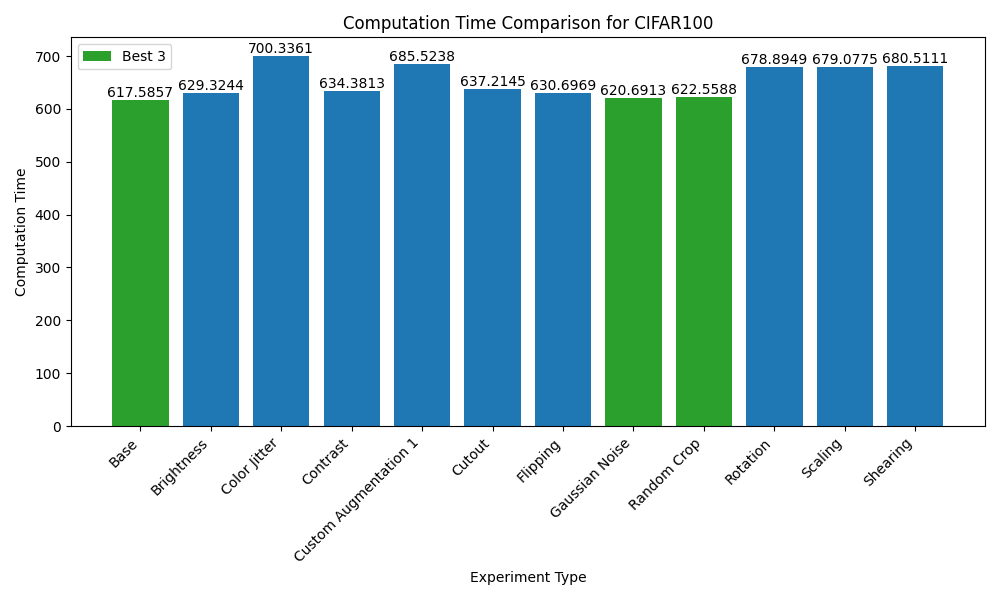 Computation Time Comparison for CIFAR100
Best 3
617.5857
629.3244
700.3361
634.3813
685.5238
637.2145
630.6969
620.6913
622.5588
678.8949
679.0775
680.5111
Computation Time
700
600
500
400
300
200
100
0
Base
Brightness
Color Jitter
Contrast
Custom Augmentation 1
Cutout
Flipping
Gaussian Noise
Random Crop
Rotation
Scaling
Shearing
Experiment Type